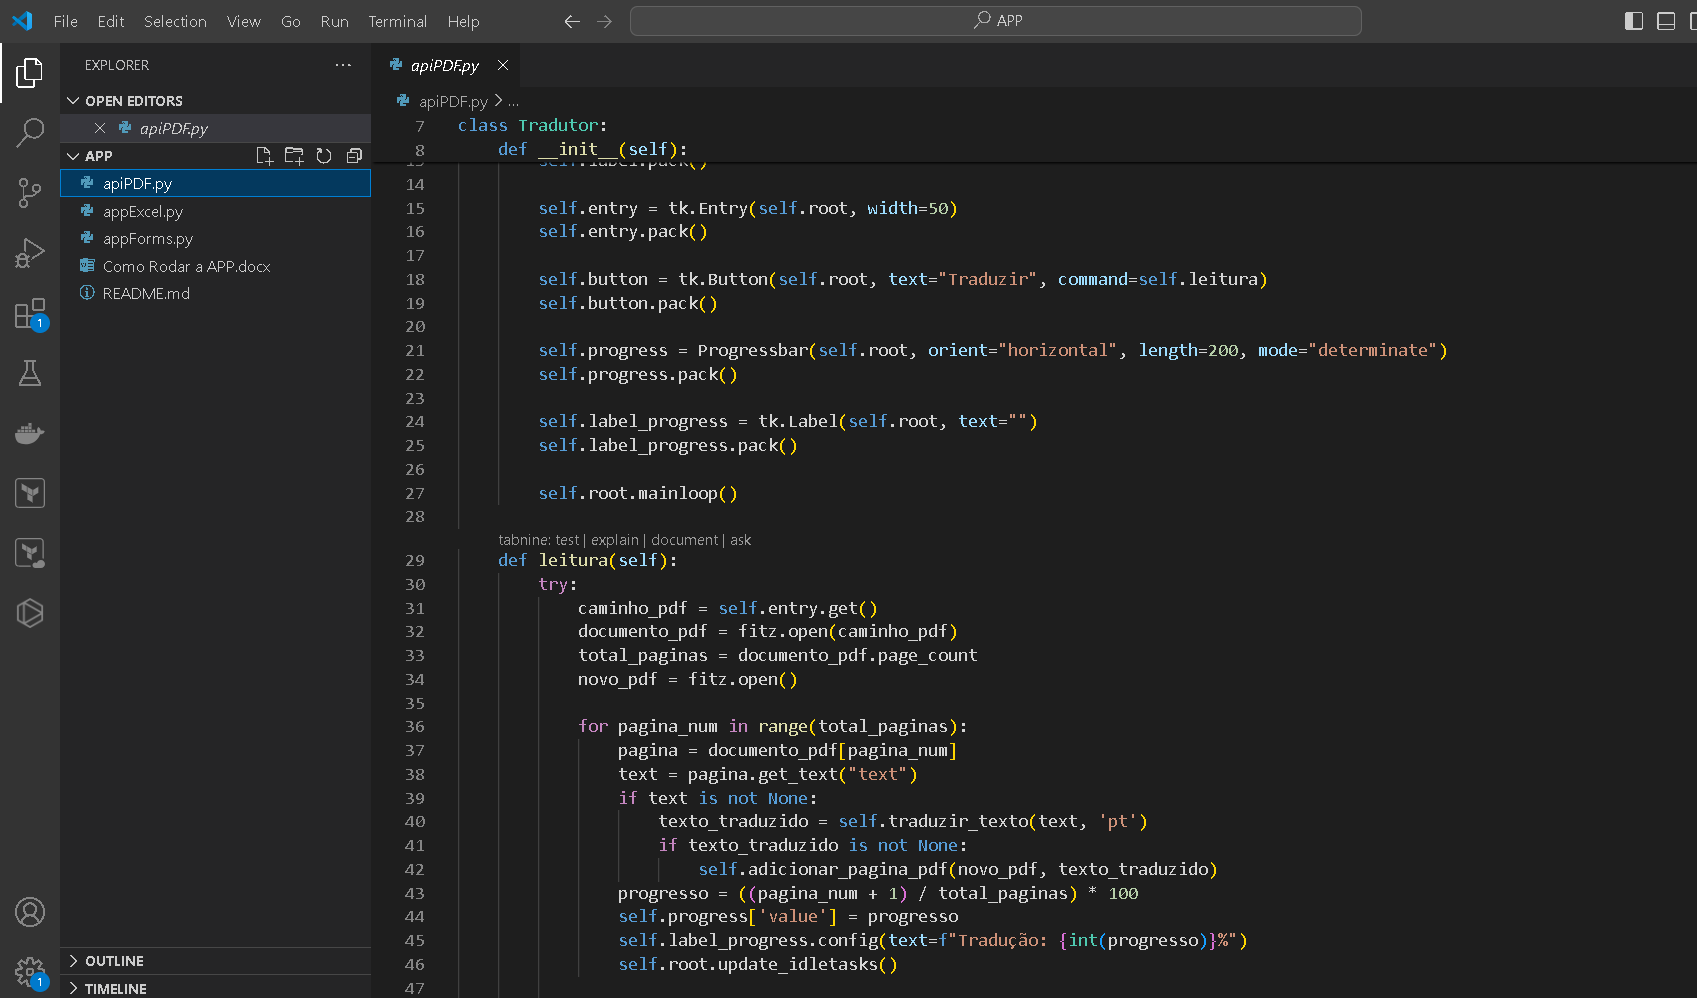 File Edit Selection View Go Run Terminal Help
APP
EXPLORER
OPEN EDITORS
apiPDF.py
APP
apiPDF.py
appExcel.py
appForms.py
Como Rodar a APP.docx
README.md
OUTLINE
TIMELINE
1
1
apiPDF.py
apiPDF.py > ...
7 class Tradutor:
8 def __init__(self):
13 self.label.pack()
14
15 self.entry = tk.Entry(self.root, width=50)
16 self.entry.pack()
17
18 self.button = tk.Button(self.root, text="Traduzir", command=self.leitura)
19 self.button.pack()
20
21 self.progress = Progressbar(self.root, orient="horizontal", length=200, mode="determinate")
22 self.progress.pack()
23
24 self.label_progress = tk.Label(self.root, text="")
25 self.label_progress.pack()
26
27 self.root.mainloop()
28
tabnine: test | explain | document | ask
29 def leitura(self):
30 try:
31 caminho_pdf = self.entry.get()
32 documento_pdf = fitz.open(caminho_pdf)
33 total_paginas = documento_pdf.page_count
34 novo_pdf = fitz.open()
35
36 for pagina_num in range(total_paginas):
37 pagina = documento_pdf[pagina_num]
38 text = pagina.get_text("text")
39 if text is not None:
40 texto_traduzido = self.traduzir_texto(text, 'pt')
41 if texto_traduzido is not None:
42 self.adicionar_pagina_pdf(novo_pdf, texto_traduzido)
43 progresso = ((pagina_num + 1) / total_paginas) * 100
44 self.progress['value'] = progresso
45 self.label_progress.config(text=f"Tradução: {int(progresso)}%")
46 self.root.update_idletasks()
47